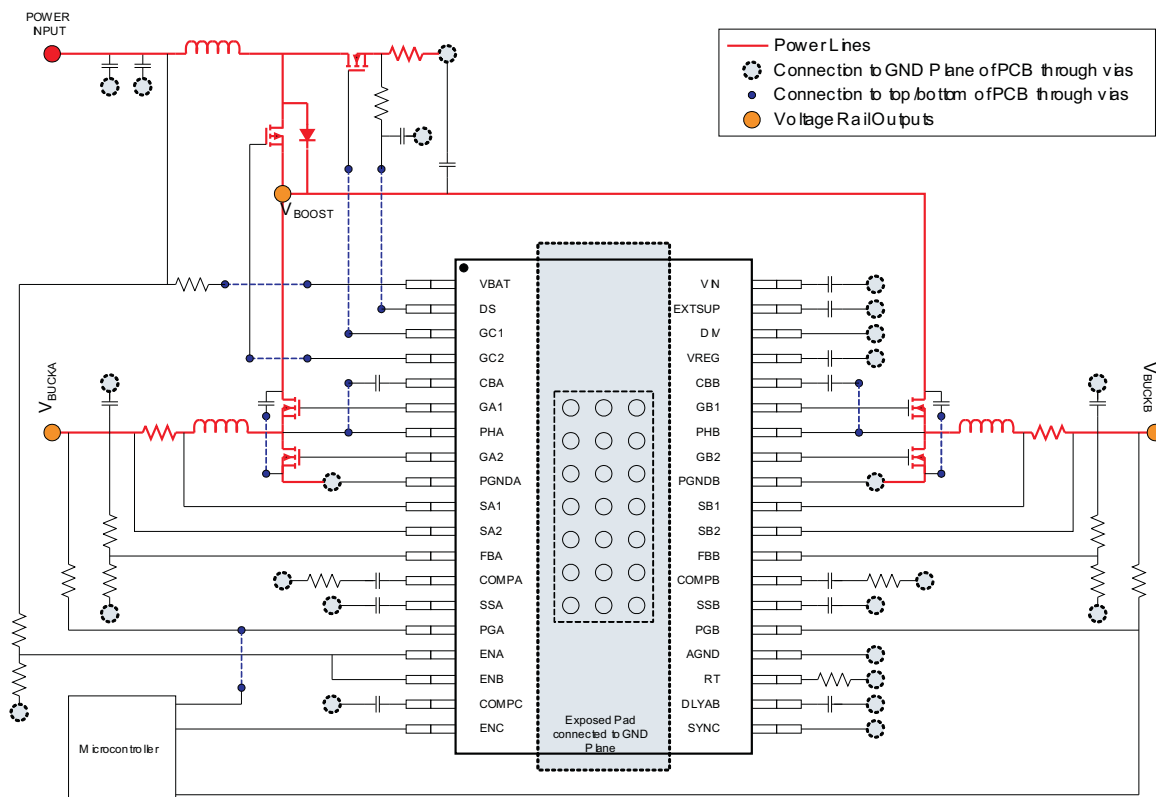 POWER
INPUT
Power Lines
Connection to GND Plane of PCB through vias
Connection to top/bottom of PCB through vias
Voltage Rail Outputs
VBOOST
VBAT
DS
GC1
GC2
CBA
GA1
PHA
GA2
PGNDA
SA1
SA2
FBA
COMPA
SSA
PGA
ENA
ENB
COMPC
ENC
VIN
EXTSUP
DIV
VREG
CBB
GB1
PHB
GB2
PGNDB
SB1
SB2
FBB
COMPB
SSB
PGB
AGND
RT
DLYAB
SYNC
VBUCKA
VBUCKB
Exposed Pad
connected to GND
Plane
Microcontroller